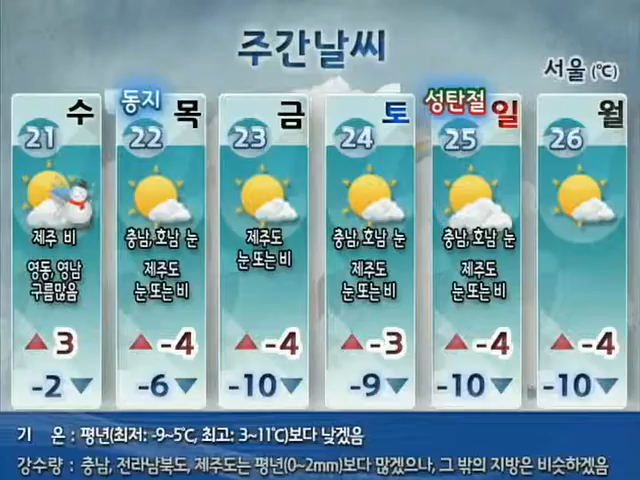 주간날씨
서울 (℃)
수
21
제주 비
영동, 영남
구름많음
3
-2
동지
목
22
충남, 호남 눈
제주도
눈 또는 비
-4
-6
금
23
제주도
눈 또는 비
-4
-10
토
24
충남, 호남 눈
제주도
눈 또는 비
-3
-9
성탄절
일
25
충남, 호남 눈
제주도
눈 또는 비
-4
-10
월
26
-4
-10
기 온 : 평년(최저: -9~5℃, 최고: 3~11℃)보다 낮겠음
강수량 : 충남, 전라남북도, 제주도는 평년(0~2mm)보다 많겠으나, 그 밖의 지방은 비슷하겠음